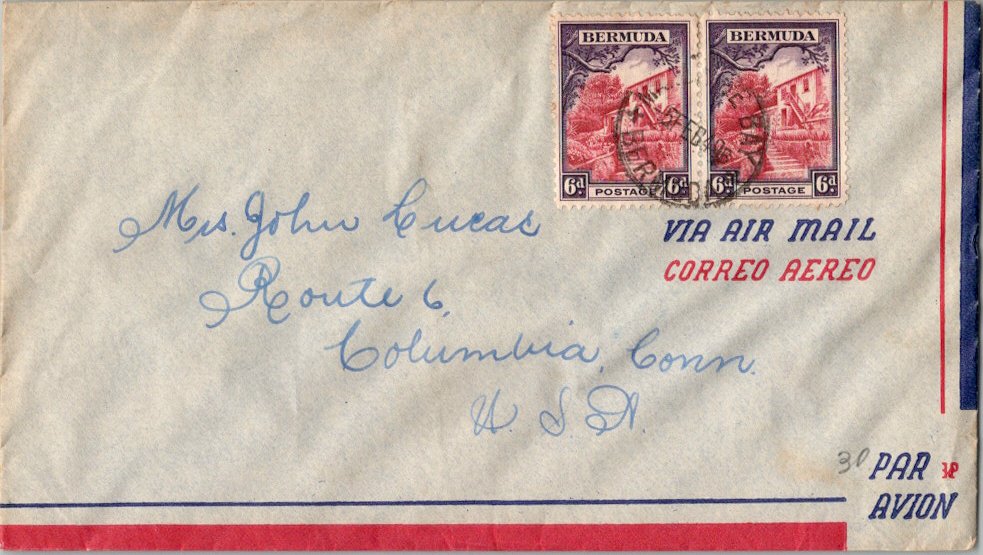 BERMUDA BERMUDA
6d POSTAGE 6d 6d POSTAGE 6d
VIA AIR MAIL
CORREO AEREO
Mrs. John Lucas
Route 6,
Columbia, Conn.
U. S. A.
30
PAR
AVION